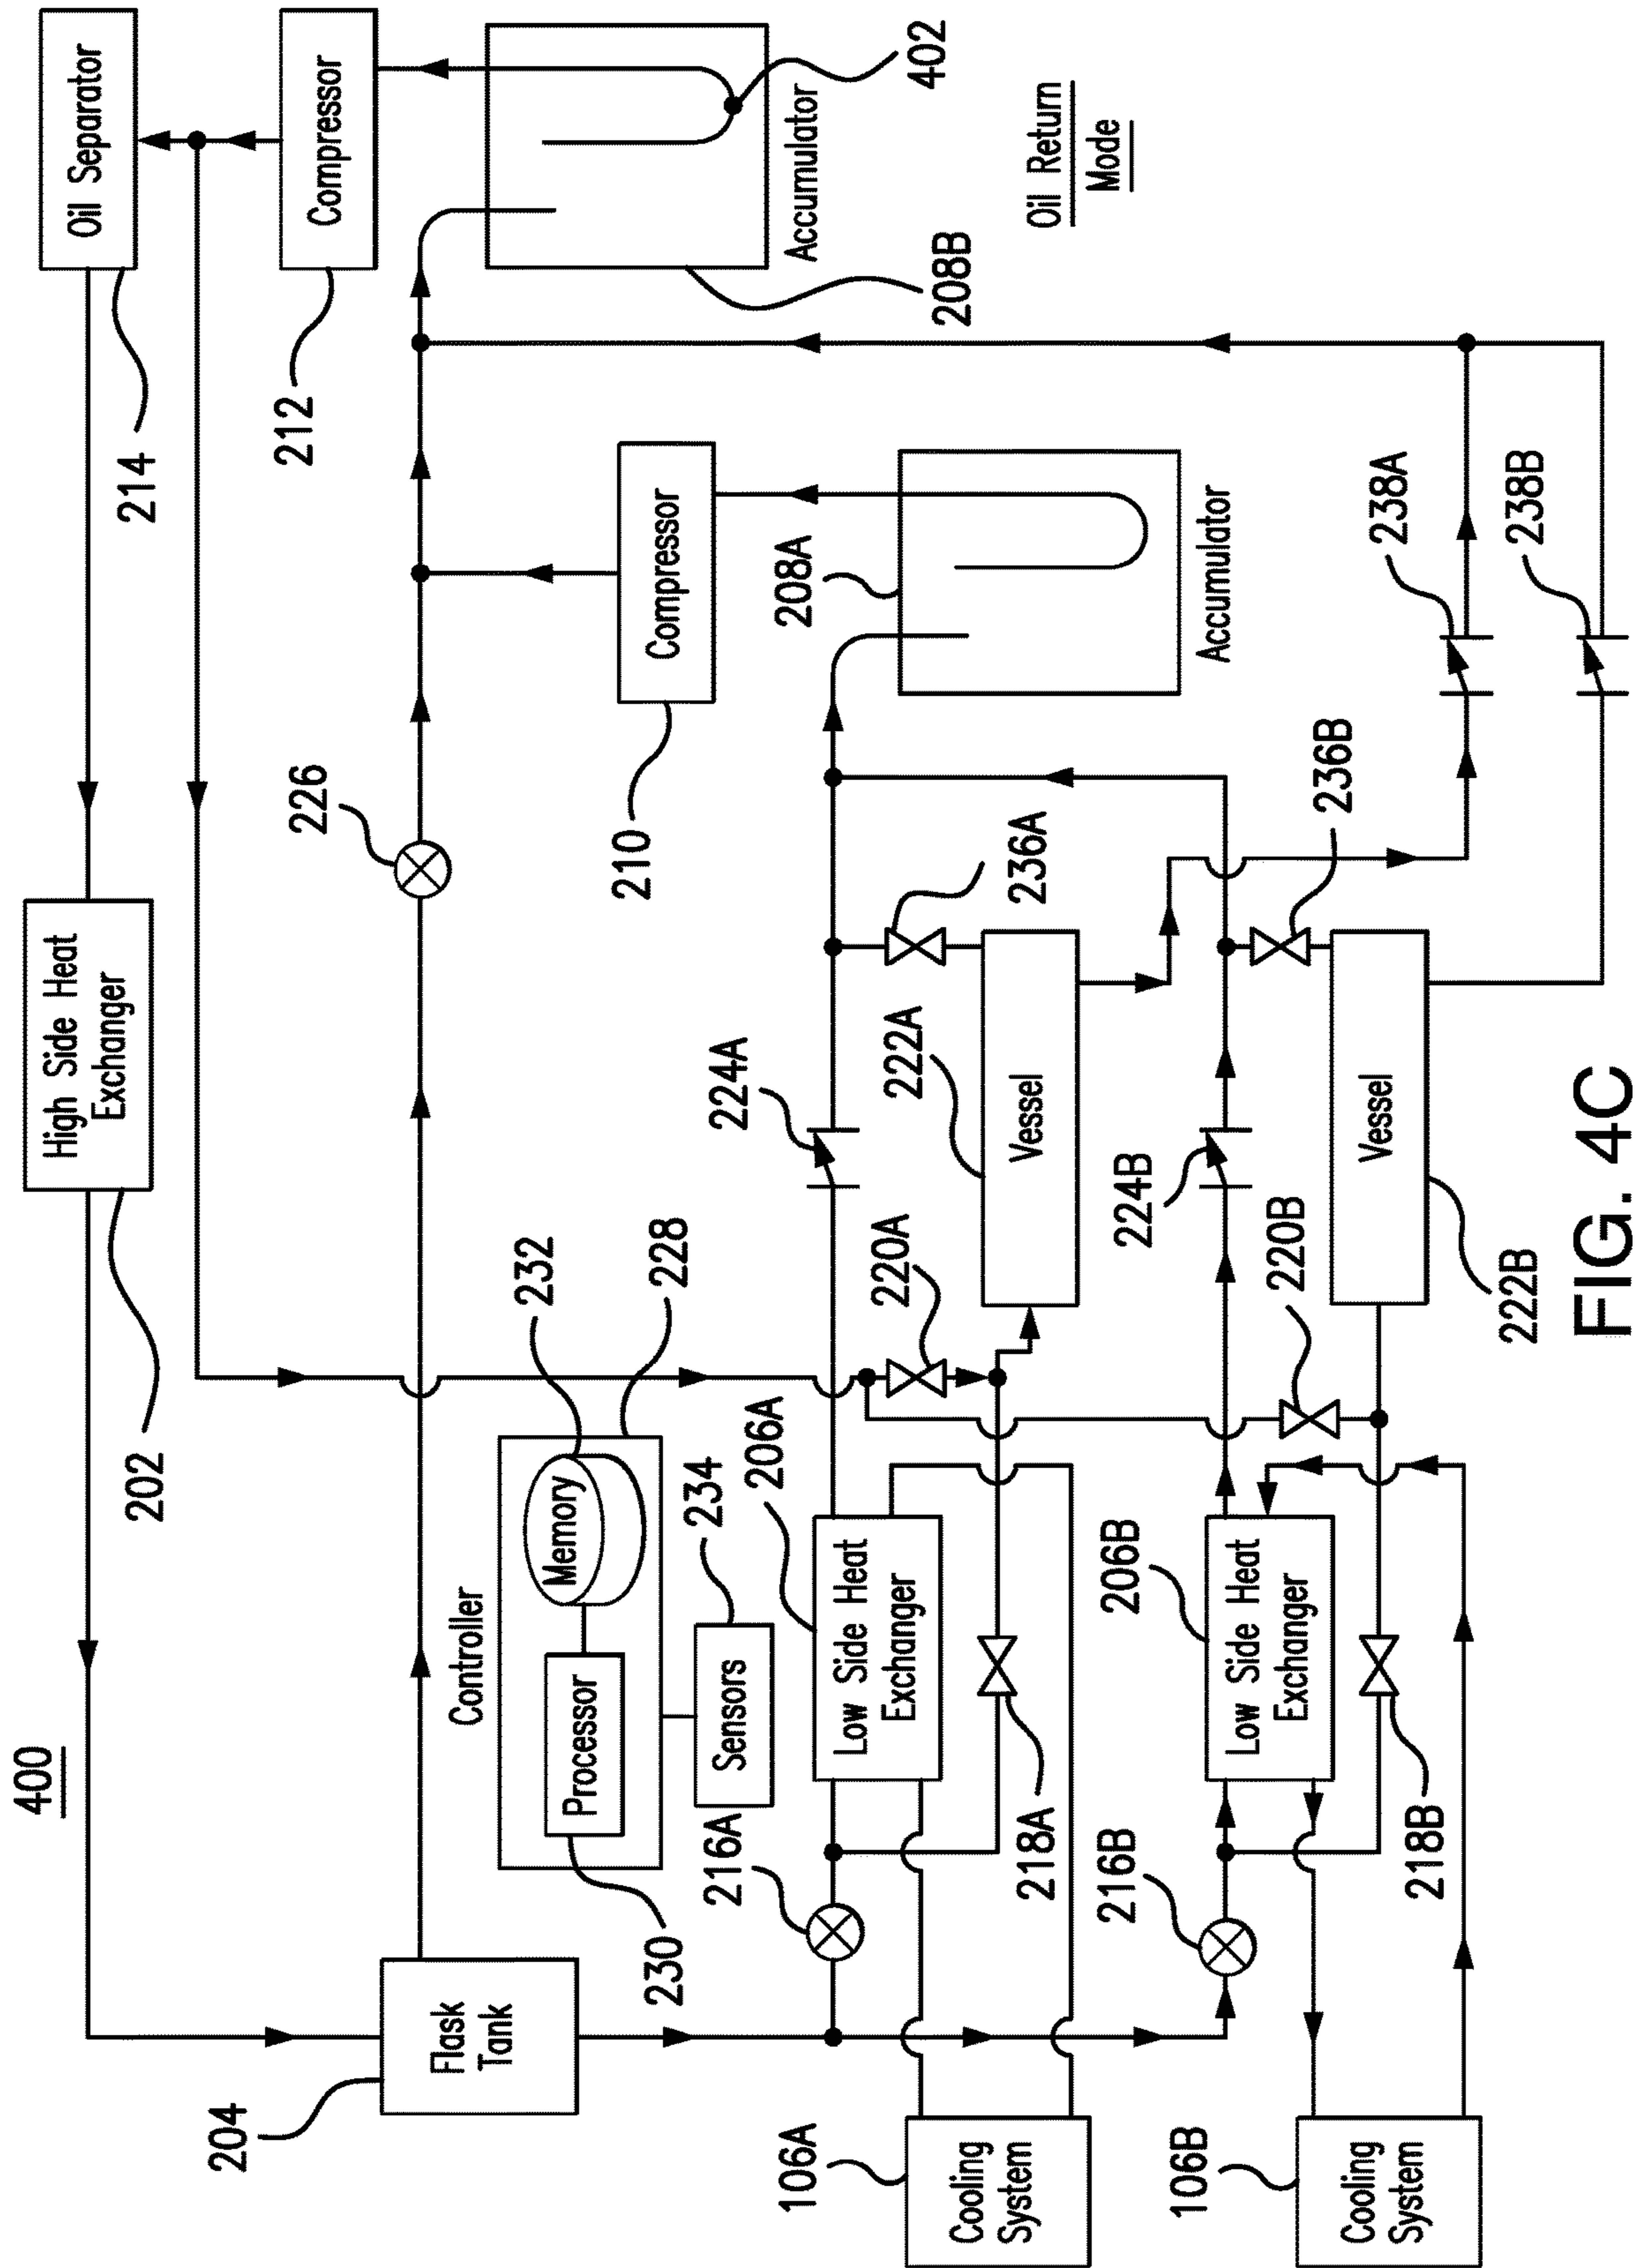 400
Oil Separator
214
High Side Heat
Exchanger
202
Compressor
212
226
Flask
Tank
204
Controller
Processor
230
Memory
232
228
Sensors
234
Compressor
210
Accumulator
208B
402
Oil Return
Mode
Accumulator
208A
216A
Low Side Heat
Exchanger
206A
224A
220A
236A
Vessel
222A
218A
Cooling
System
106A
216B
Low Side Heat
Exchanger
206B
224B
220B
236B
Vessel
222B
218B
238A
238B
Cooling
System
106B
FIG. 4C